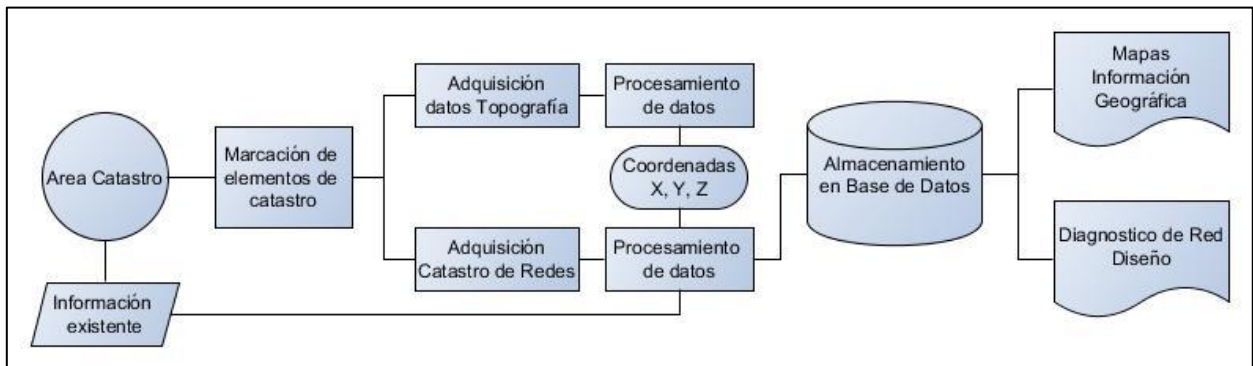 Area Catastro
Información
existente
Marcación de
elementos de
catastro
Adquisición
datos Topografía
Procesamiento
de datos
Coordenadas
X, Y, Z
Adquisición
Catastro de Redes
Procesamiento
de datos
Almacenamiento
en Base de Datos
Mapas
Información
Geográfica
Diagnostico de Red
Diseño